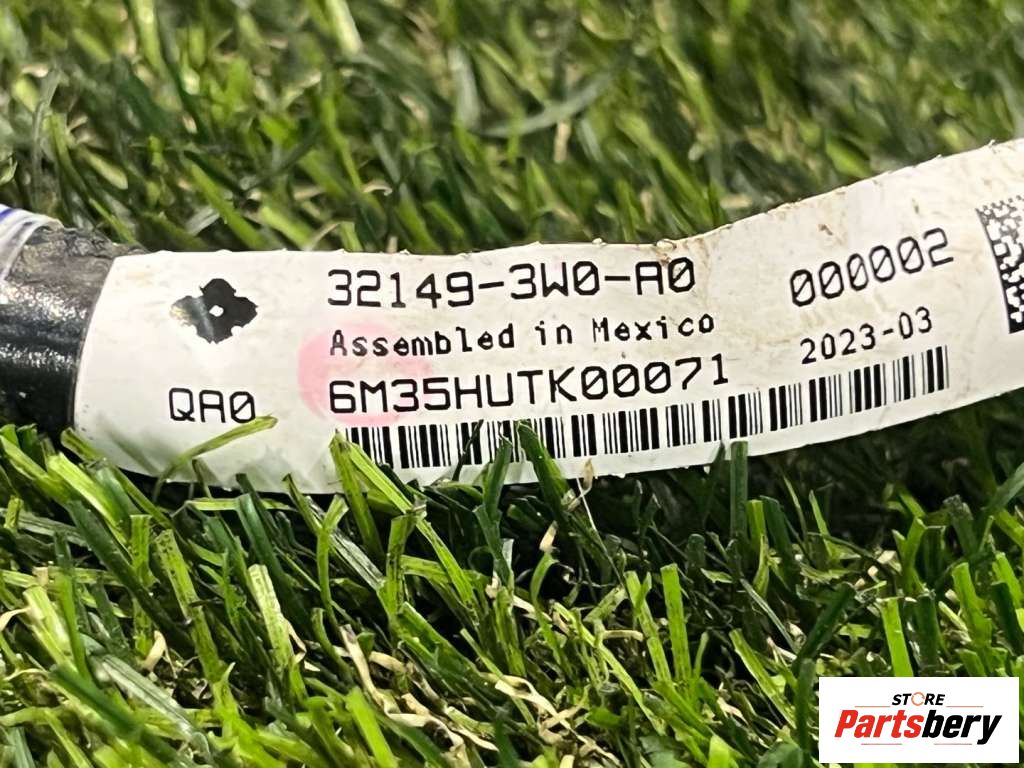 32149-3W0-A0
000002
Assembled in Mexico
2023-03
QA0
6M35HUTK00071
STORE
Partsbery